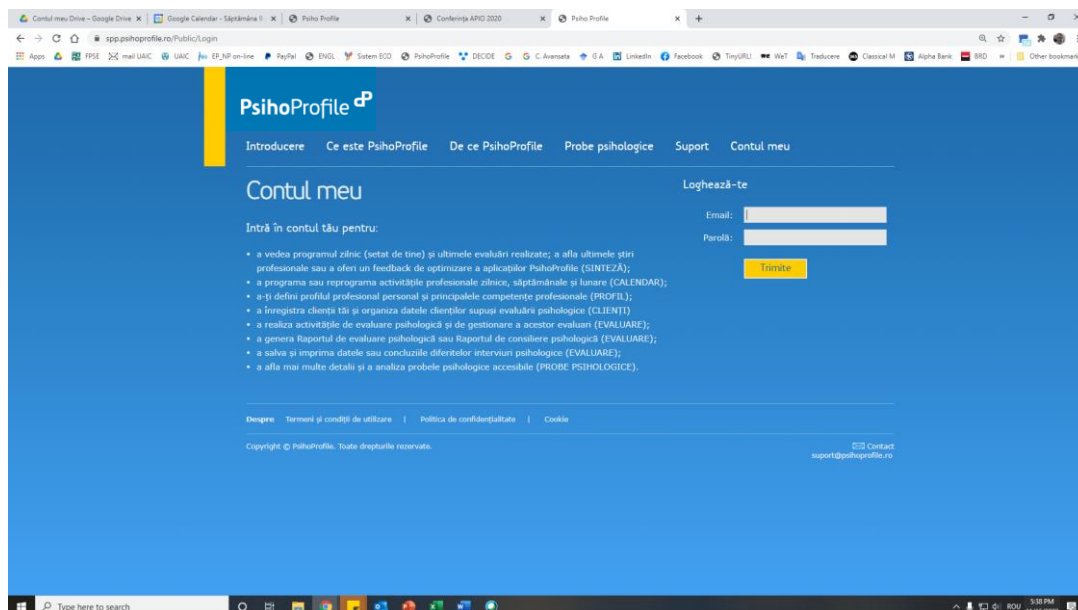 Contul meu Drive – Google Drive
Google Calendar - Săptămâna
Psiho Profile
Conferința APIO 2020
Psiho Profile
spp.psihoprofile.ro/Public/Login
Apps
FPSE
mail UAIC
UAIC
EP_NP on-line
PayPal
ENGL
Sistem ECO
PsihoProfile
DECIDE
G
C. Avansata
G A
LinkedIn
Facebook
TinyURL!
WeT
Traducere
Classical M
Alpha Bank
BRD
»
Other bookmark
PsihoProfile
Introducere Ce este PsihoProfile De ce PsihoProfile Probe psihologice Suport Contul meu
Contul meu
Intră în contul tău pentru:
• a vedea programul zilnic (setat de tine) și ultimele evaluări realizate; a afla ultimele știri
profesionale sau a oferi un feedback de optimizare a aplicațiilor PsihoProfile (SINTEZĂ);
• a programa sau reprograma activitățile profesionale zilnice, săptămânale și lunare (CALENDAR);
• a-ți defini profilul profesional personal și principalele competențe profesionale (PROFIL);
• a înregistra clienții tăi și organiza datele clienților supuși evaluării psihologice (CLIENȚI)
• a realiza activitățile de evaluare psihologică și de gestionare a acestor evaluari (EVALUARE);
• a genera Raportul de evaluare psihologică sau Raportul de consiliere psihologică (EVALUARE);
• a salva și imprima datele sau concluziile diferitelor interviuri psihologice (EVALUARE);
• a afla mai multe detalii și a analiza probele psihologice accesibile (PROBE PSIHOLOGICE).
Loghează-te
Email:
Parolă:
Trimite
Despre Termeni și condiții de utilizare | Politica de confidențialitate | Cookie
Copyright © PsihoProfile. Toate drepturile rezervate.
Contact
suport@psihoprofile.ro
Type here to search
ROU
5:38 PM